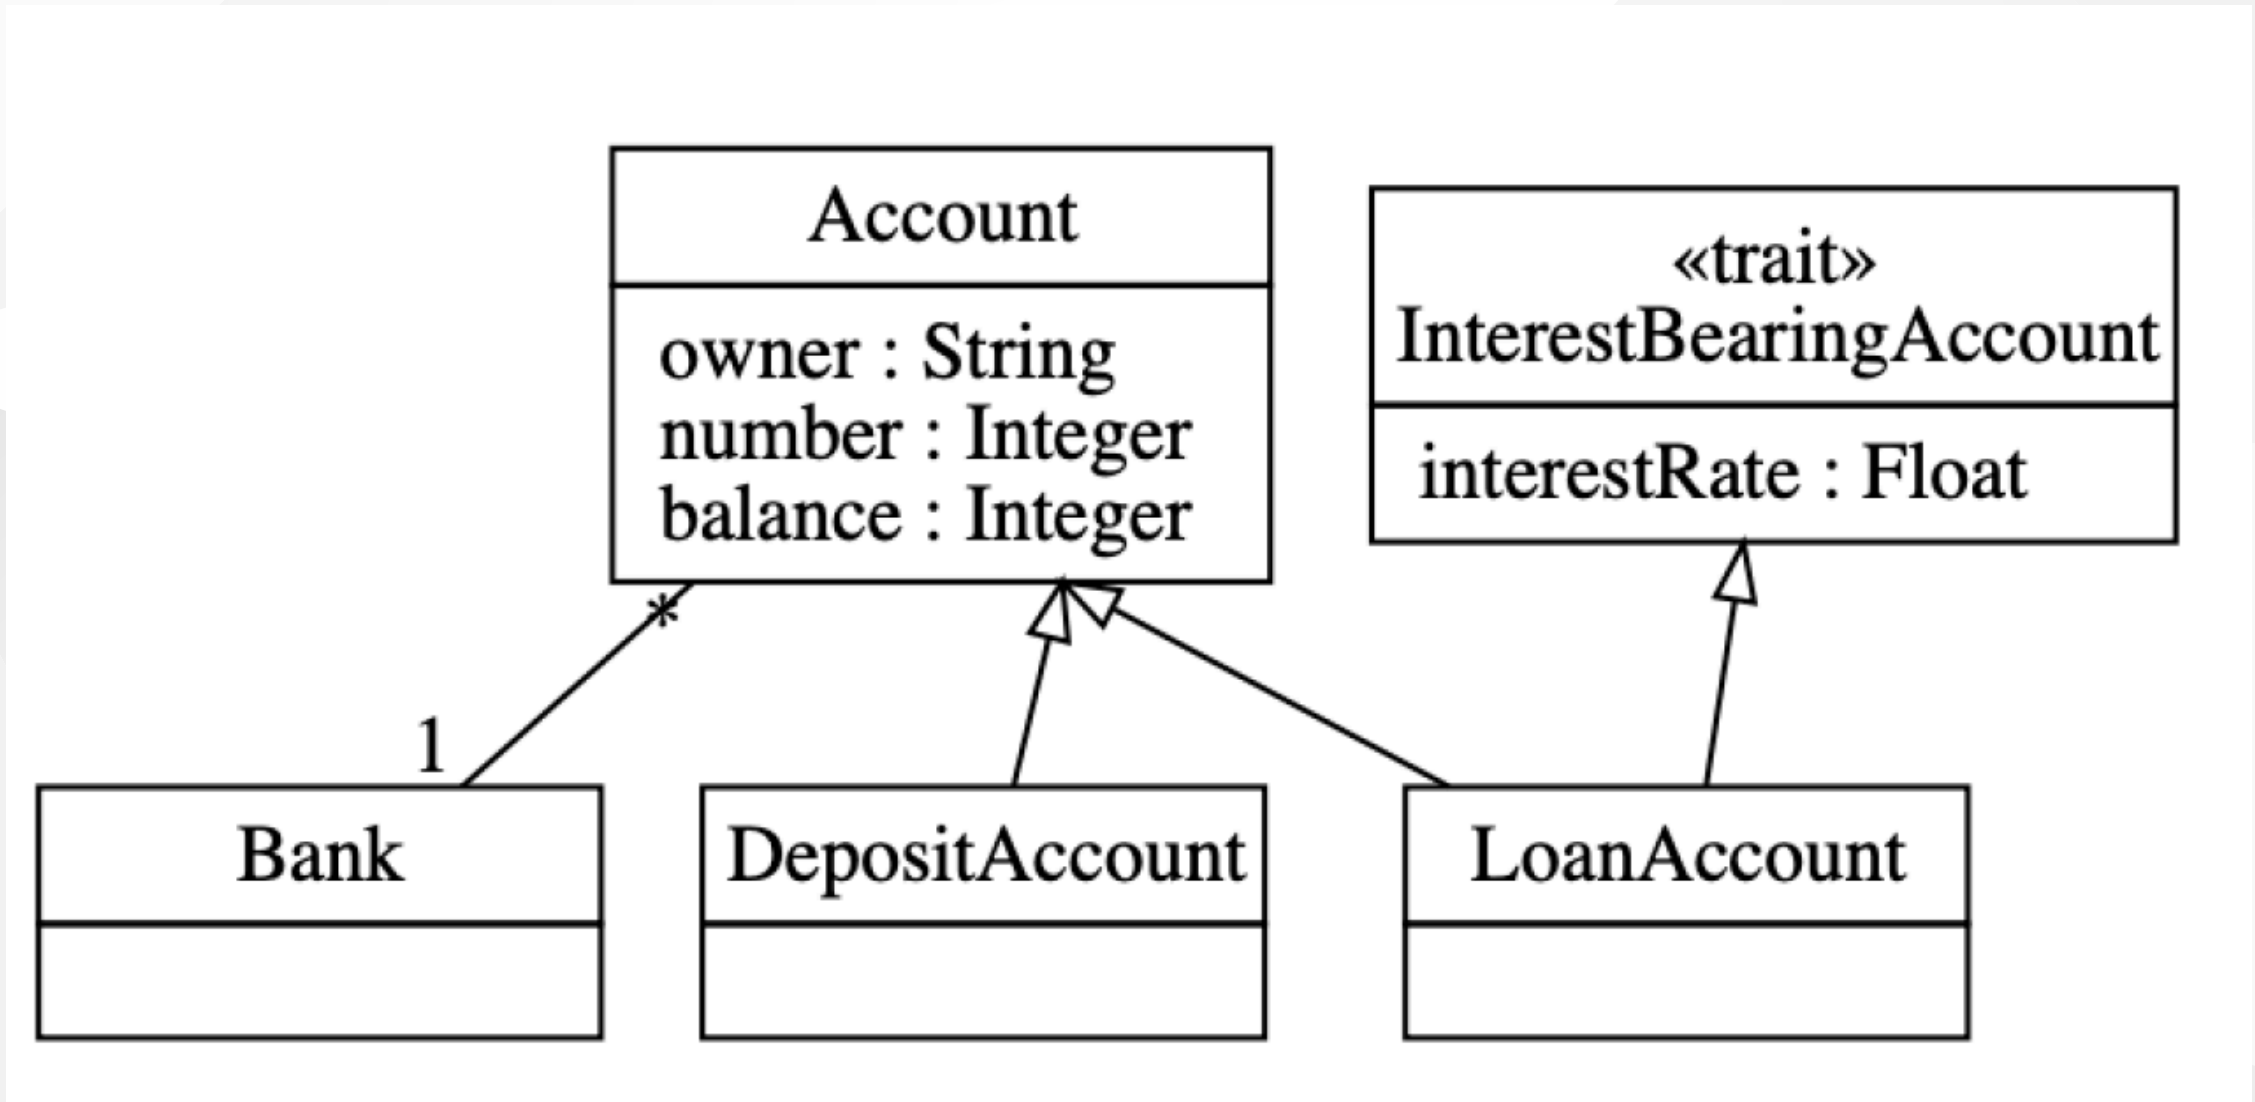 Account
owner : String
number : Integer
balance : Integer
«trait»
InterestBearingAccount
interestRate : Float
*
1
Bank
DepositAccount
LoanAccount